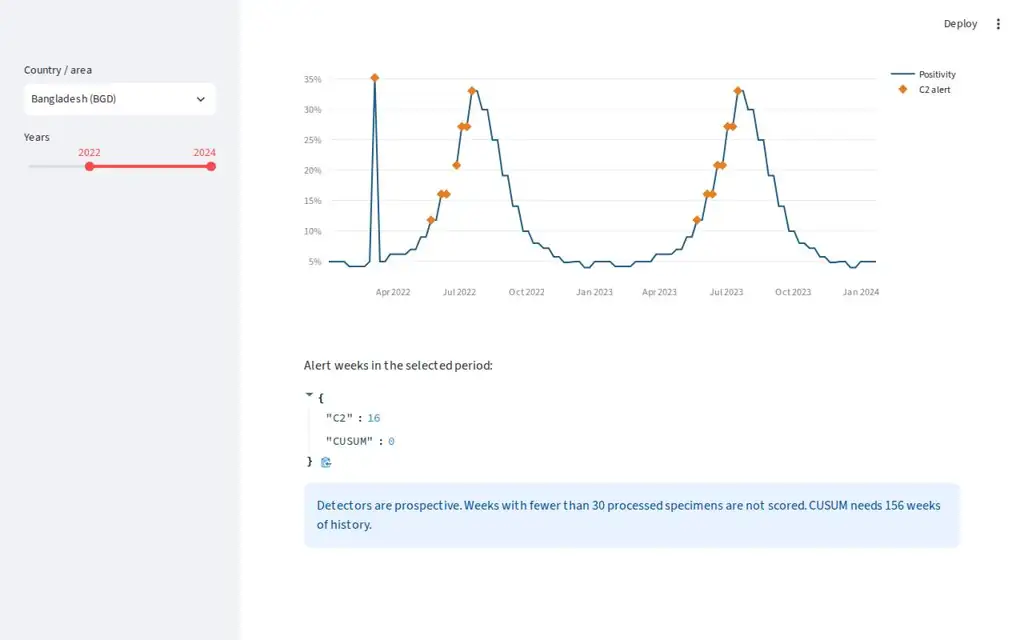 Deploy
Country / area
Bangladesh (BGD)
Years
2022 2024
35%
30%
25%
20%
15%
10%
5%
Apr 2022 Jul 2022 Oct 2022 Jan 2023 Apr 2023 Jul 2023 Oct 2023 Jan 2024
Positivity
C2 alert
Alert weeks in the selected period:
{
"C2" : 16
"CUSUM" : 0
}
Detectors are prospective. Weeks with fewer than 30 processed specimens are not scored. CUSUM needs 156 weeks
of history.